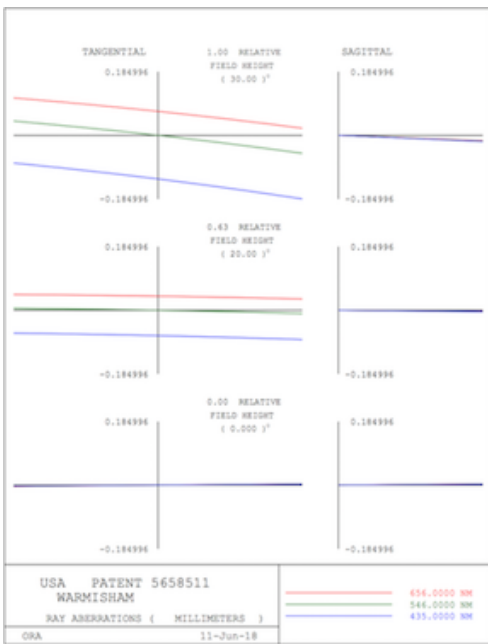 TANGENTIAL 1.00 RELATIVE SAGITTAL
FIELD HEIGHT
( 30.00 )°
0.184996 0.184996
-0.184996 -0.184996
0.63 RELATIVE
FIELD HEIGHT
( 20.00 )°
0.184996 0.184996
-0.184996 -0.184996
0.00 RELATIVE
FIELD HEIGHT
( 0.000 )°
0.184996 0.184996
-0.184996 -0.184996
USA PATENT 5658511
WARMISHAM
RAY ABERRATIONS ( MILLIMETERS )
ORA 11-Jun-18
656.0000 NM
546.0000 NM
435.0000 NM